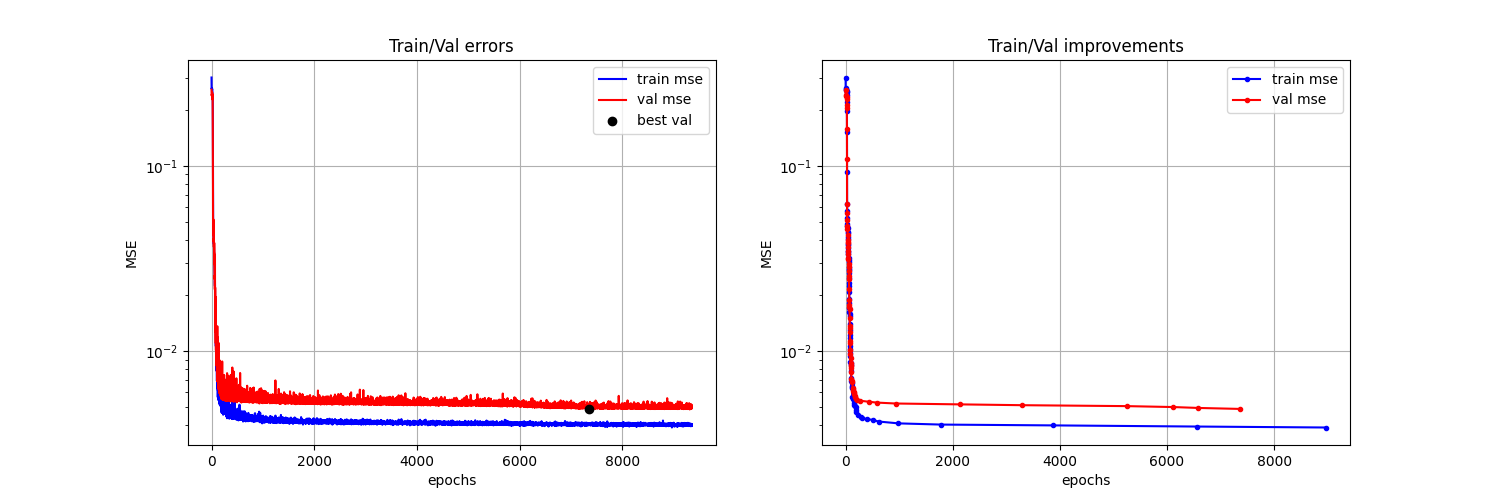 Train/Val errors
train mse
val mse
best val
10⁻¹
10⁻²
MSE
0 2000 4000 6000 8000
epochs
Train/Val improvements
train mse
val mse
10⁻¹
10⁻²
MSE
0 2000 4000 6000 8000
epochs